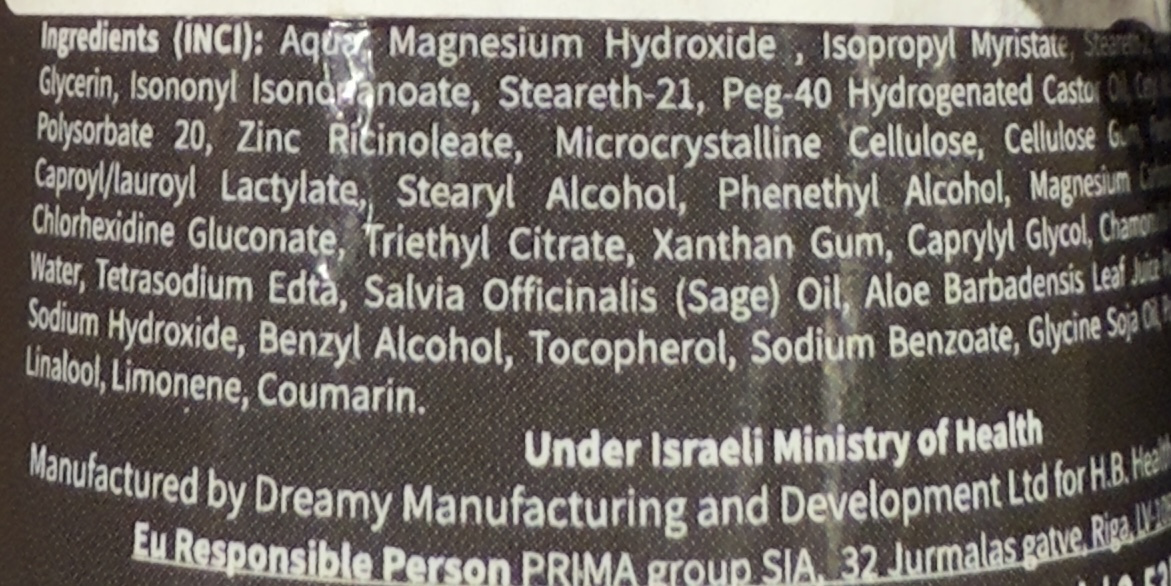 Ingredients (INCI): Aqua, Magnesium Hydroxide , Isopropyl Myristate,
Glycerin, Isononyl Steareth-21, Peg-40 Hydrogenated Castor Oil,
Polysorbate 20, Zinc Ricinoleate, Microcrystalline Cellulose, Cellulose
Caproyl/lauroyl Lactylate, Stearyl Alcohol, Phenethyl Alcohol, Magnesium
Chlorhexidine Gluconate, Triethyl Citrate, Xanthan Gum, Caprylyl Glycol,
Water, Tetrasodium Edta, Salvia Officinalis (Sage) Oil, Aloe Barbadensis Leaf Juice
Sodium Hydroxide, Benzyl Alcohol, Tocopherol, Sodium Benzoate, Glycine Soja Oil,
Linalool, Limonene, Coumarin.
Under Israeli Ministry of Health
Manufactured by Dreamy Manufacturing and Development Ltd for H.B.
Eu Responsible Person PRIMA group SIA, 32 Jurmalas gatve, Riga,